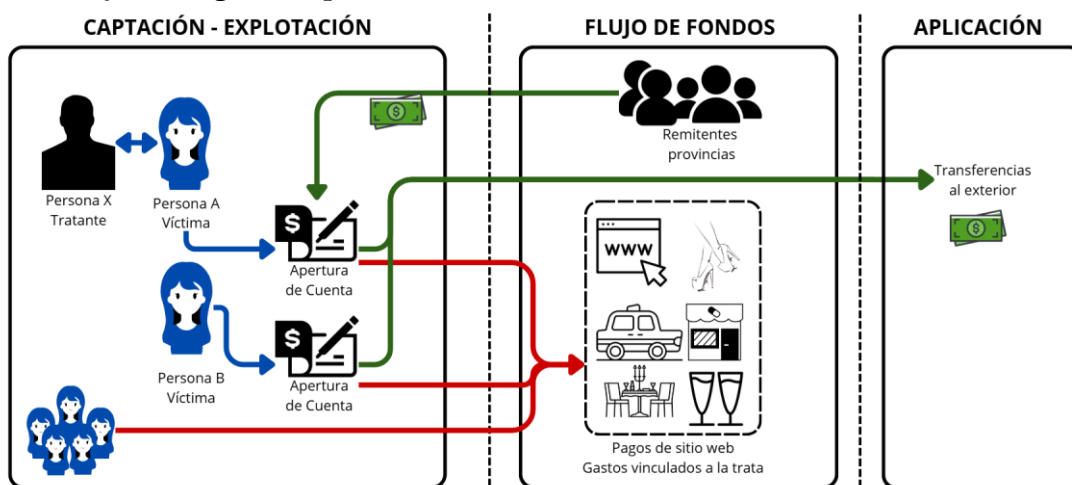 CAPTACIÓN - EXPLOTACIÓN
FLUJO DE FONDOS
APLICACIÓN
Remitentes
provincias
Transferencias
al exterior
Persona X
Tratante
Persona A
Víctima
$
Apertura
de Cuenta
WWW
Persona B
Víctima
$
Apertura
de Cuenta
Pagos de sitio web
Gastos vinculados a la trata